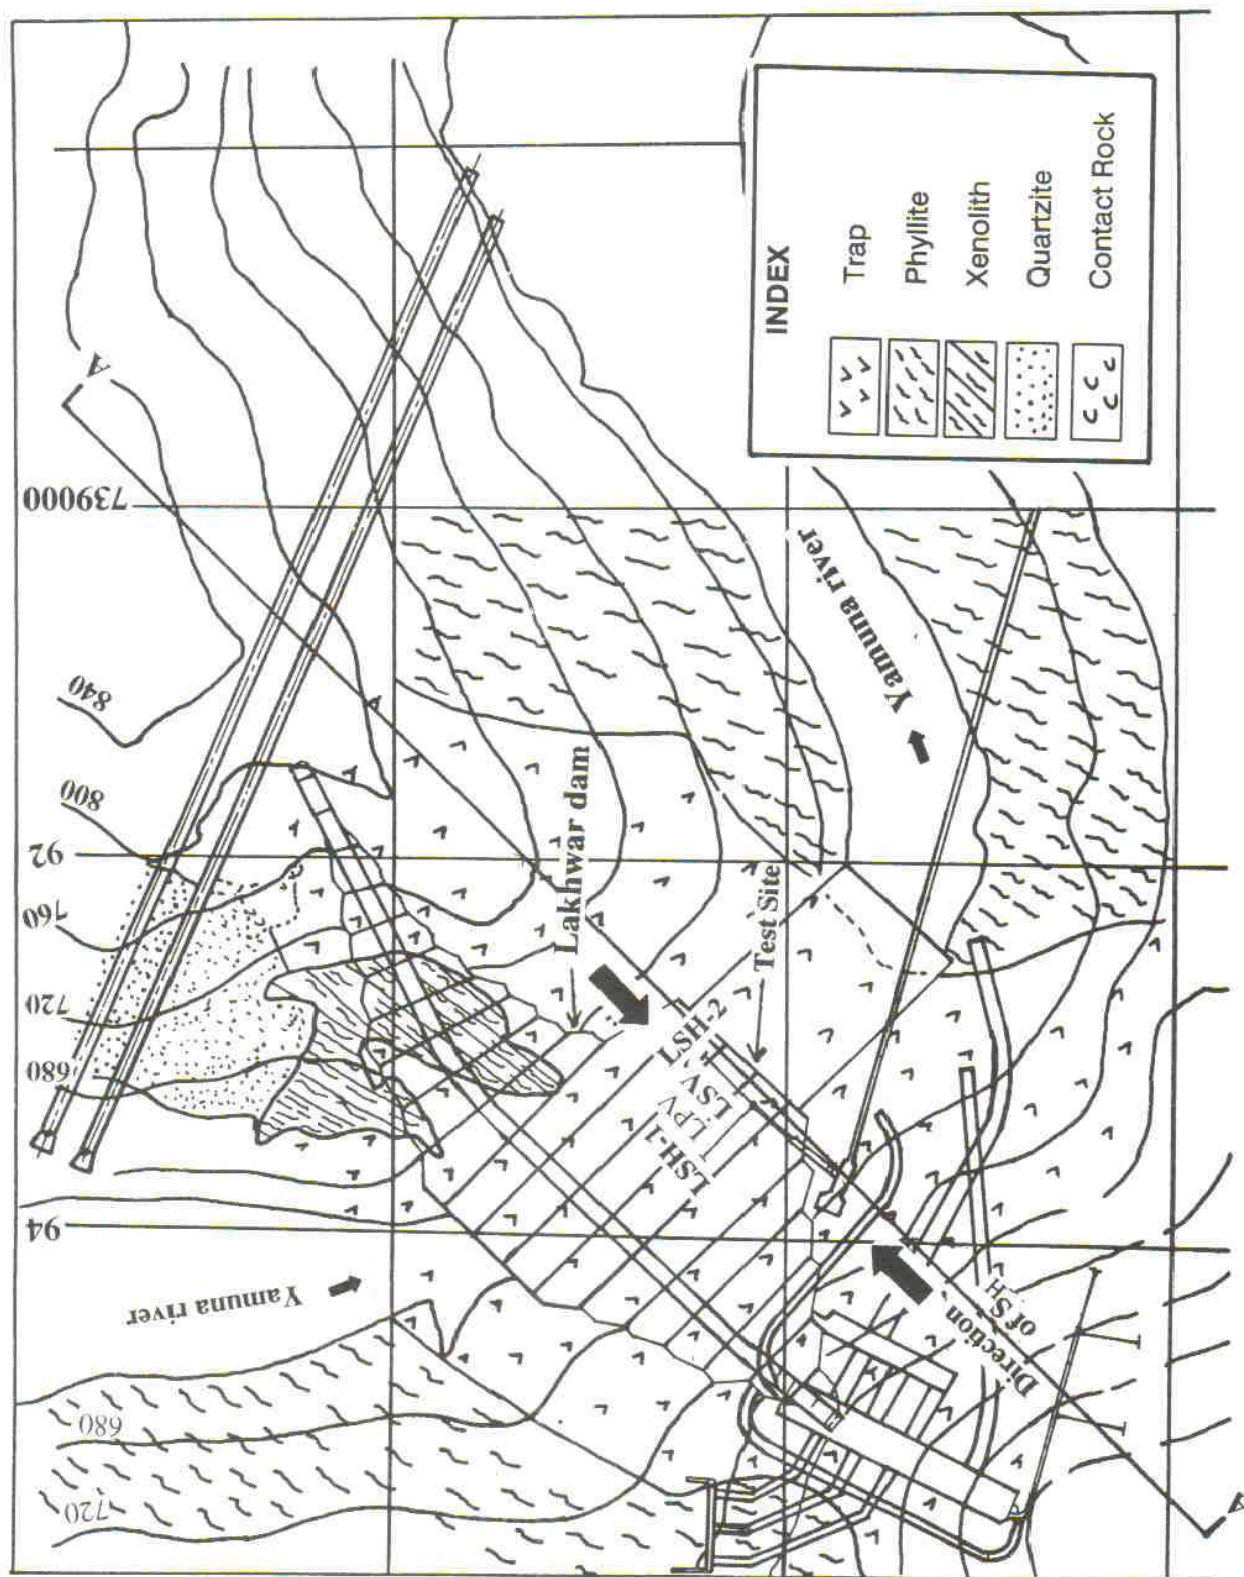 INDEX
Trap
Phyllite
Xenolith
Quartzite
Contact Rock
A
739000
840
800
92
760
720
680
94
Yamuna river
Yamuna river
Lakhwar dam
Test Site
LSH-2
LSV
LPV
LSH-1
Direction
of SH
680
720
A